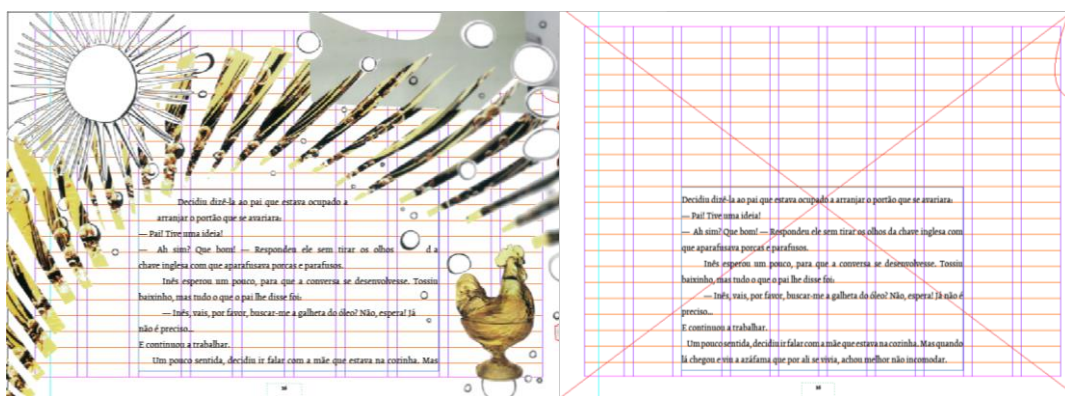 Decidiu dizê-la ao pai que estava ocupado a
arranjar o portão que se avariara:
— Pai! Tive uma ideia!
— Ah sim? Que bom! — Respondeu ele sem tirar os olhos da
chave inglesa com que aparafusava porcas e parafusos.
Inês esperou um pouco, para que a conversa se desenvolvesse. Tossiu
baixinho, mas tudo o que o pai lhe disse foi:
— Inês, vais, por favor, buscar-me a galheta do óleo? Não, espera! Já
não é preciso...
E continuou a trabalhar.
Um pouco sentida, decidiu ir falar com a mãe que estava na cozinha. Mas
Decidiu dizê-la ao pai que estava ocupado a arranjar o portão que se avariara:
— Pai! Tive uma ideia!
— Ah sim? Que bom! — Respondeu ele sem tirar os olhos da chave inglesa com
que aparafusava porcas e parafusos.
Inês esperou um pouco, para que a conversa se desenvolvesse. Tossiu
baixinho, mas tudo o que o pai lhe disse foi:
— Inês, vais, por favor, buscar-me a galheta do óleo? Não, espera! Já não é
preciso...
E continuou a trabalhar.
Um pouco sentida, decidiu ir falar com a mãe que estava na cozinha. Mas quando
lá chegou e viu a azáfama que por ali se vivia, achou melhor não incomodar.